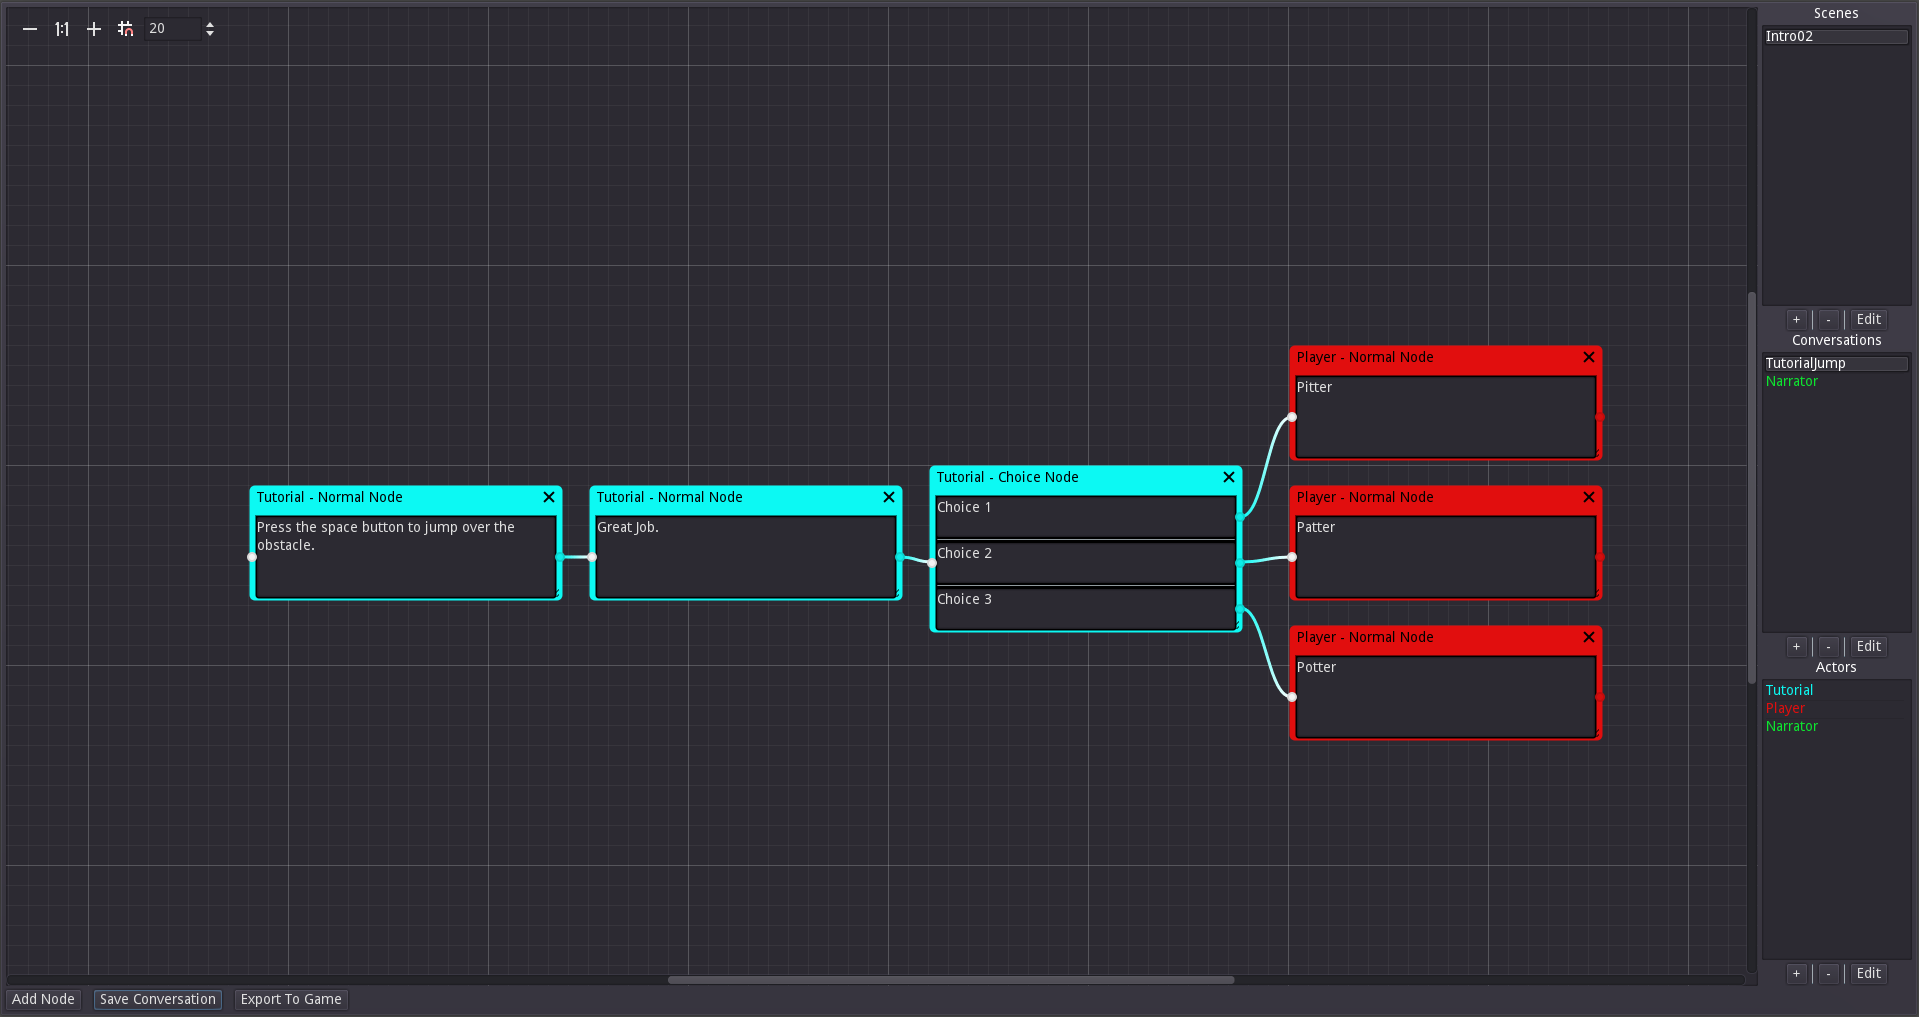 1:1
20
Scenes
Intro02
+
-
Edit
Conversations
TutorialJump
Narrator
+
-
Edit
Actors
Tutorial
Player
Narrator
+
-
Edit
Tutorial - Normal Node
Press the space button to jump over the
obstacle.
Tutorial - Normal Node
Great Job.
Tutorial - Choice Node
Choice 1
Choice 2
Choice 3
Player - Normal Node
Pitter
Player - Normal Node
Patter
Player - Normal Node
Potter
Add Node
Save Conversation
Export To Game